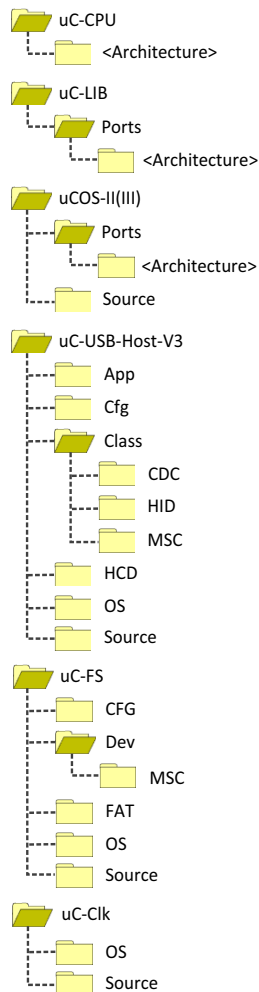 uC-CPU
<Architecture>
uC-LIB
Ports
<Architecture>
uCOS-II(III)
Ports
<Architecture>
Source
uC-USB-Host-V3
App
Cfg
Class
CDC
HID
MSC
HCD
OS
Source
uC-FS
CFG
Dev
MSC
FAT
OS
Source
uC-Clk
OS
Source